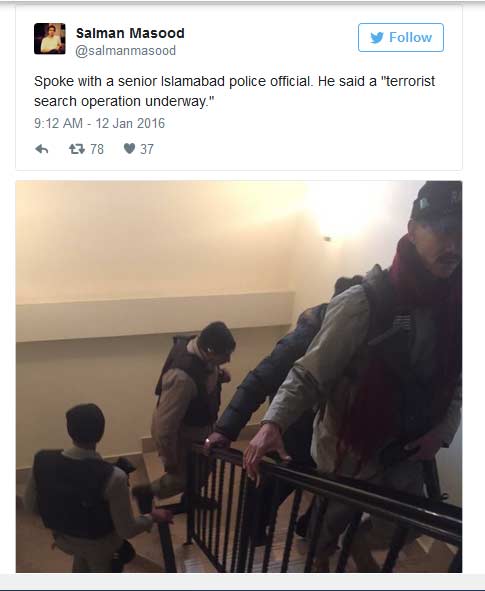 Salman Masood
@salmanmasood
Follow
Spoke with a senior Islamabad police official. He said a "terrorist
search operation underway."
9:12 AM - 12 Jan 2016
78 37